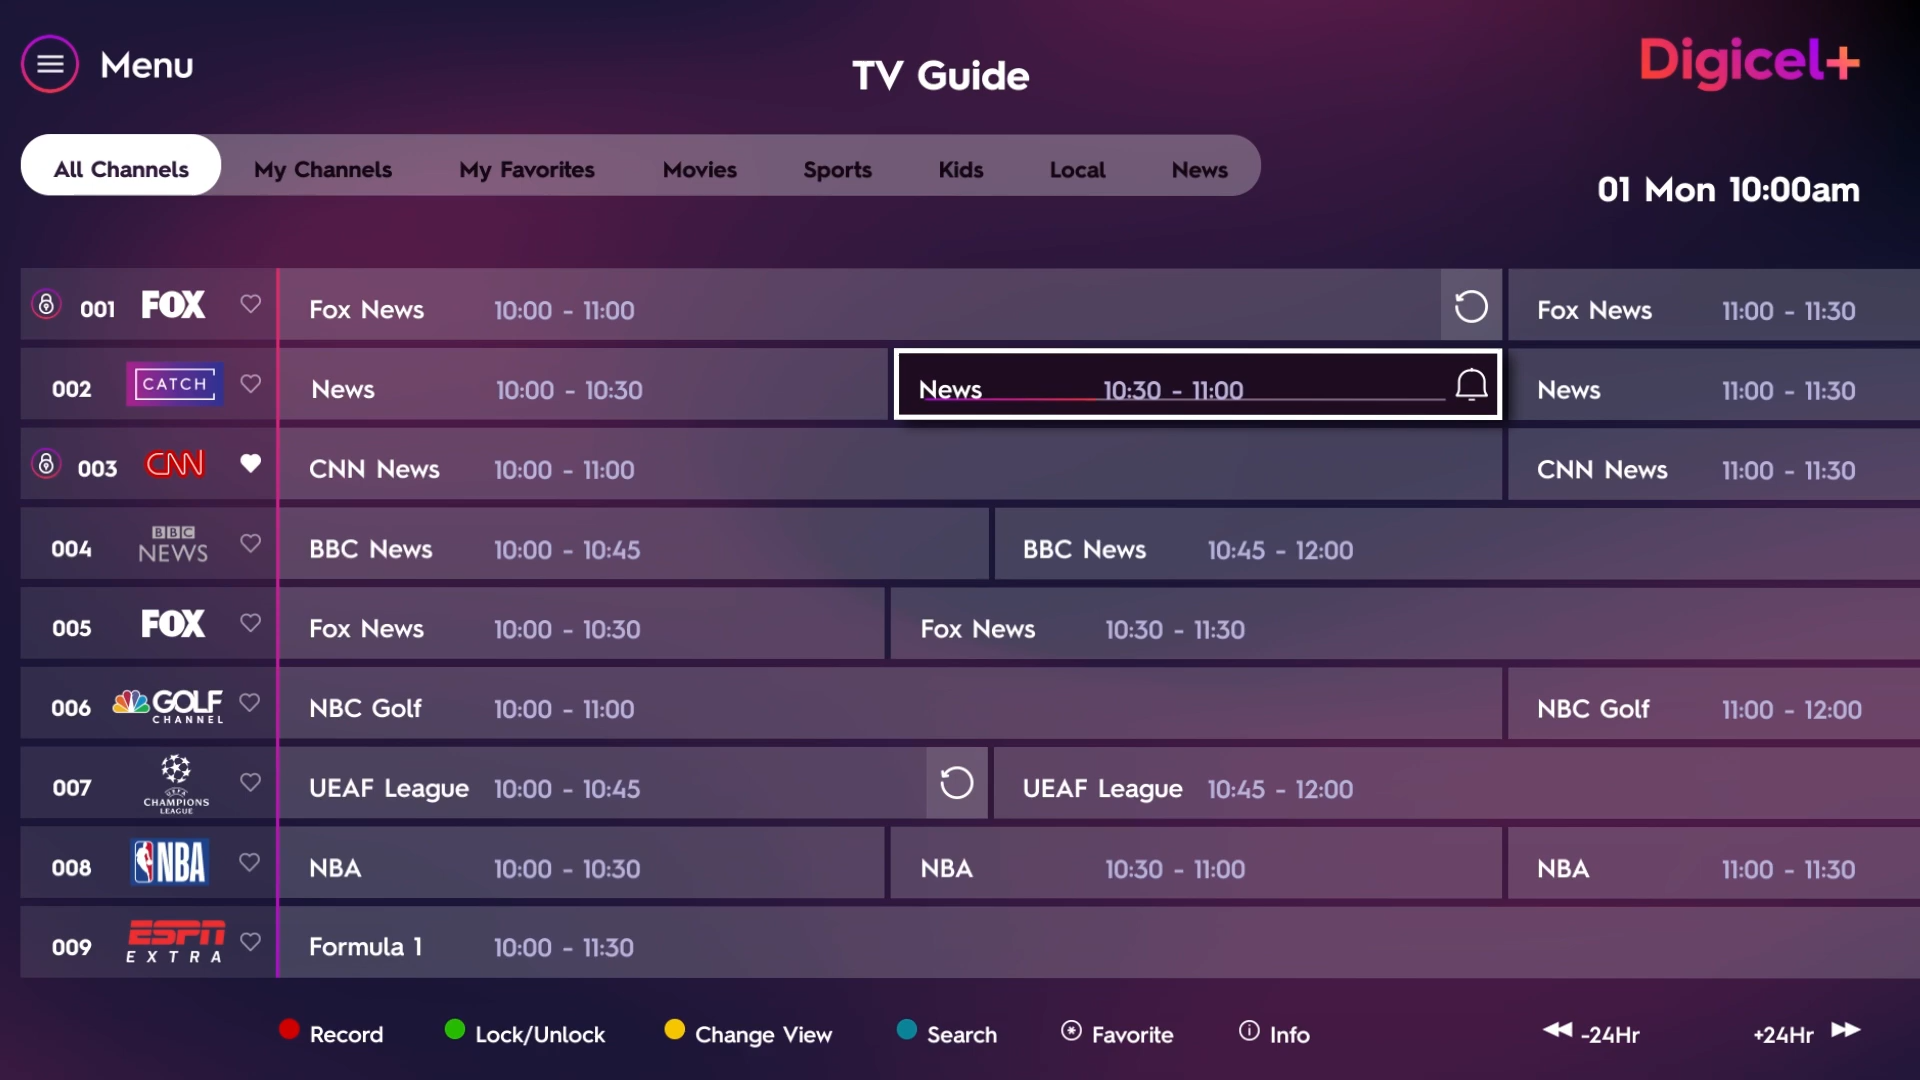 Menu
TV Guide
Digicel+
All Channels My Channels My Favorites Movies Sports Kids Local News
01 Mon 10:00am
001 FOX Fox News 10:00 - 11:00 Fox News 11:00 - 11:30
002 CATCH News 10:00 - 10:30 News 10:30 - 11:00 News 11:00 - 11:30
003 CNN CNN News 10:00 - 11:00 CNN News 11:00 - 11:30
004 BBC NEWS BBC News 10:00 - 10:45 BBC News 10:45 - 12:00
005 FOX Fox News 10:00 - 10:30 Fox News 10:30 - 11:30
006 GOLF CHANNEL NBC Golf 10:00 - 11:00 NBC Golf 11:00 - 12:00
007 UEFA CHAMPIONS LEAGUE UEAF League 10:00 - 10:45 UEAF League 10:45 - 12:00
008 NBA NBA 10:00 - 10:30 NBA 10:30 - 11:00 NBA 11:00 - 11:30
009 ESPN EXTRA Formula 1 10:00 - 11:30
Record Lock/Unlock Change View Search Favorite Info -24Hr +24Hr